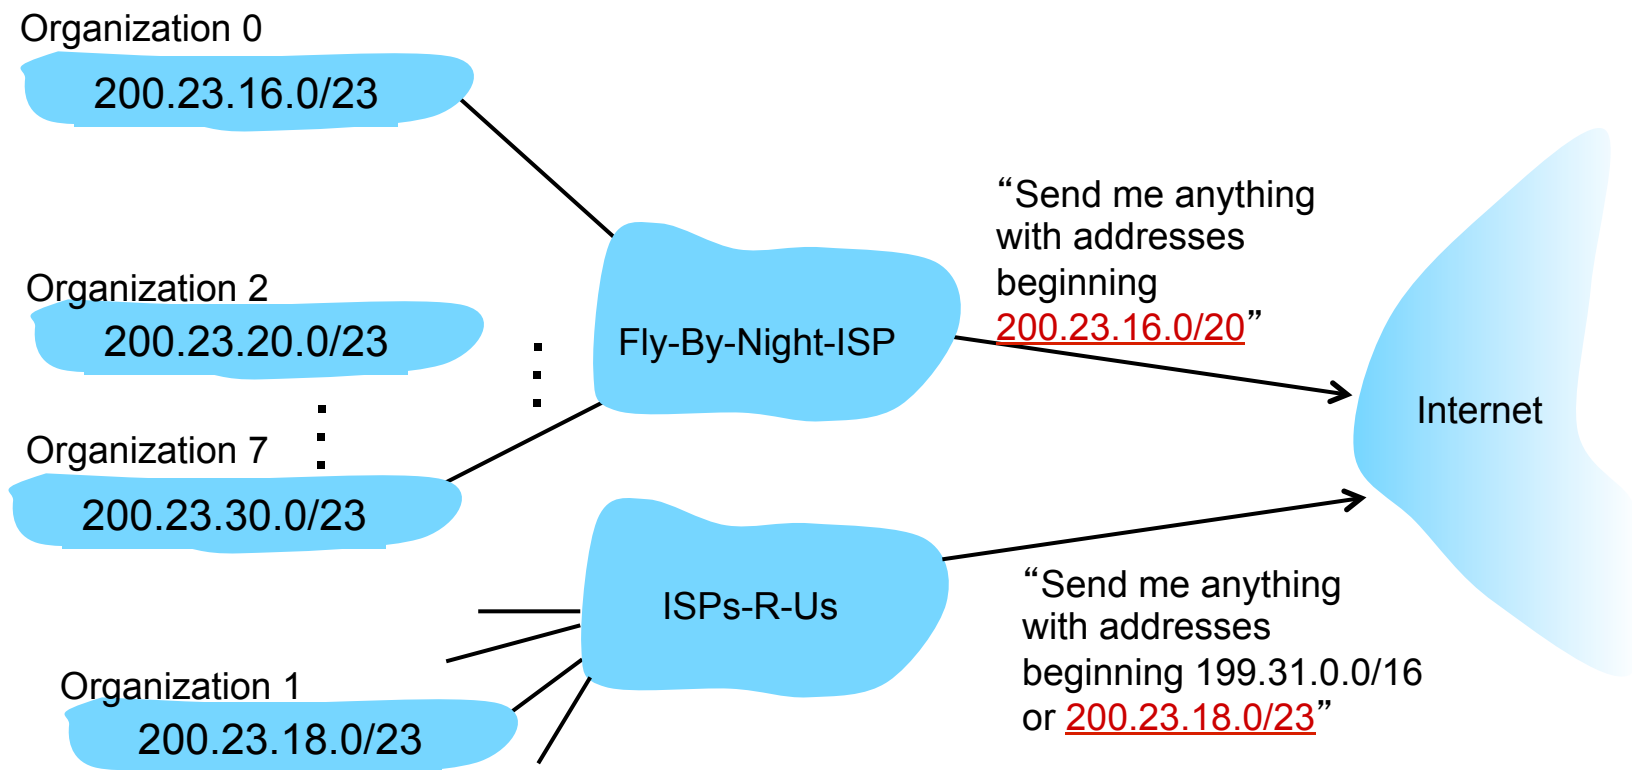 Organization 0
200.23.16.0/23
Organization 2
200.23.20.0/23
Organization 7
200.23.30.0/23
Organization 1
200.23.18.0/23
Fly-By-Night-ISP
ISPs-R-Us
“Send me anything
with addresses
beginning
200.23.16.0/20”
“Send me anything
with addresses
beginning 199.31.0.0/16
or 200.23.18.0/23”
Internet